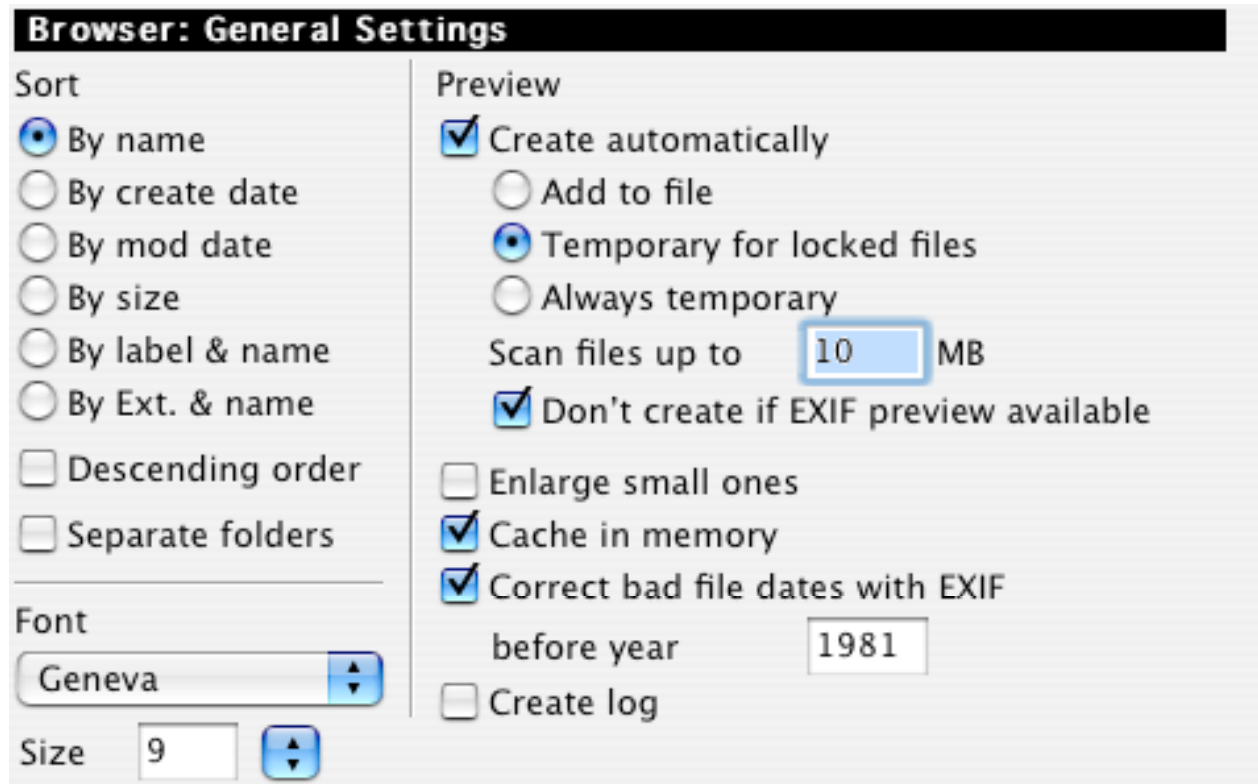 Browser: General Settings
Sort
By name
By create date
By mod date
By size
By label & name
By Ext. & name
Descending order
Separate folders
Font
Geneva
Size 9
Preview
Create automatically
Add to file
Temporary for locked files
Always temporary
Scan files up to 10 MB
Don't create if EXIF preview available
Enlarge small ones
Cache in memory
Correct bad file dates with EXIF
before year 1981
Create log